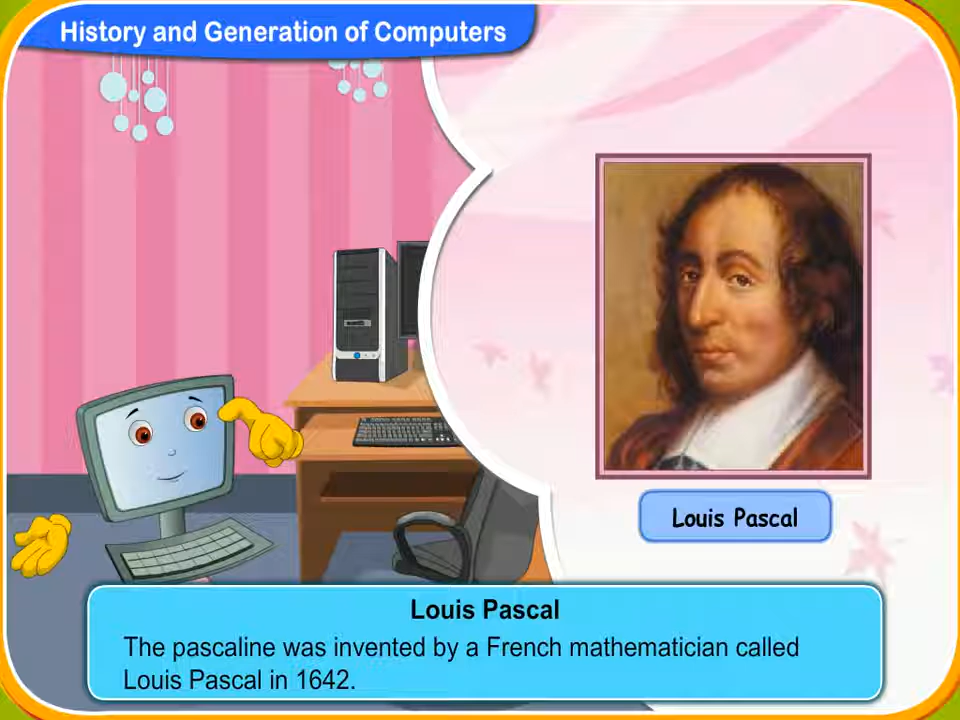 History and Generation of Computers
Louis Pascal
Louis Pascal
The pascaline was invented by a French mathematician called
Louis Pascal in 1642.